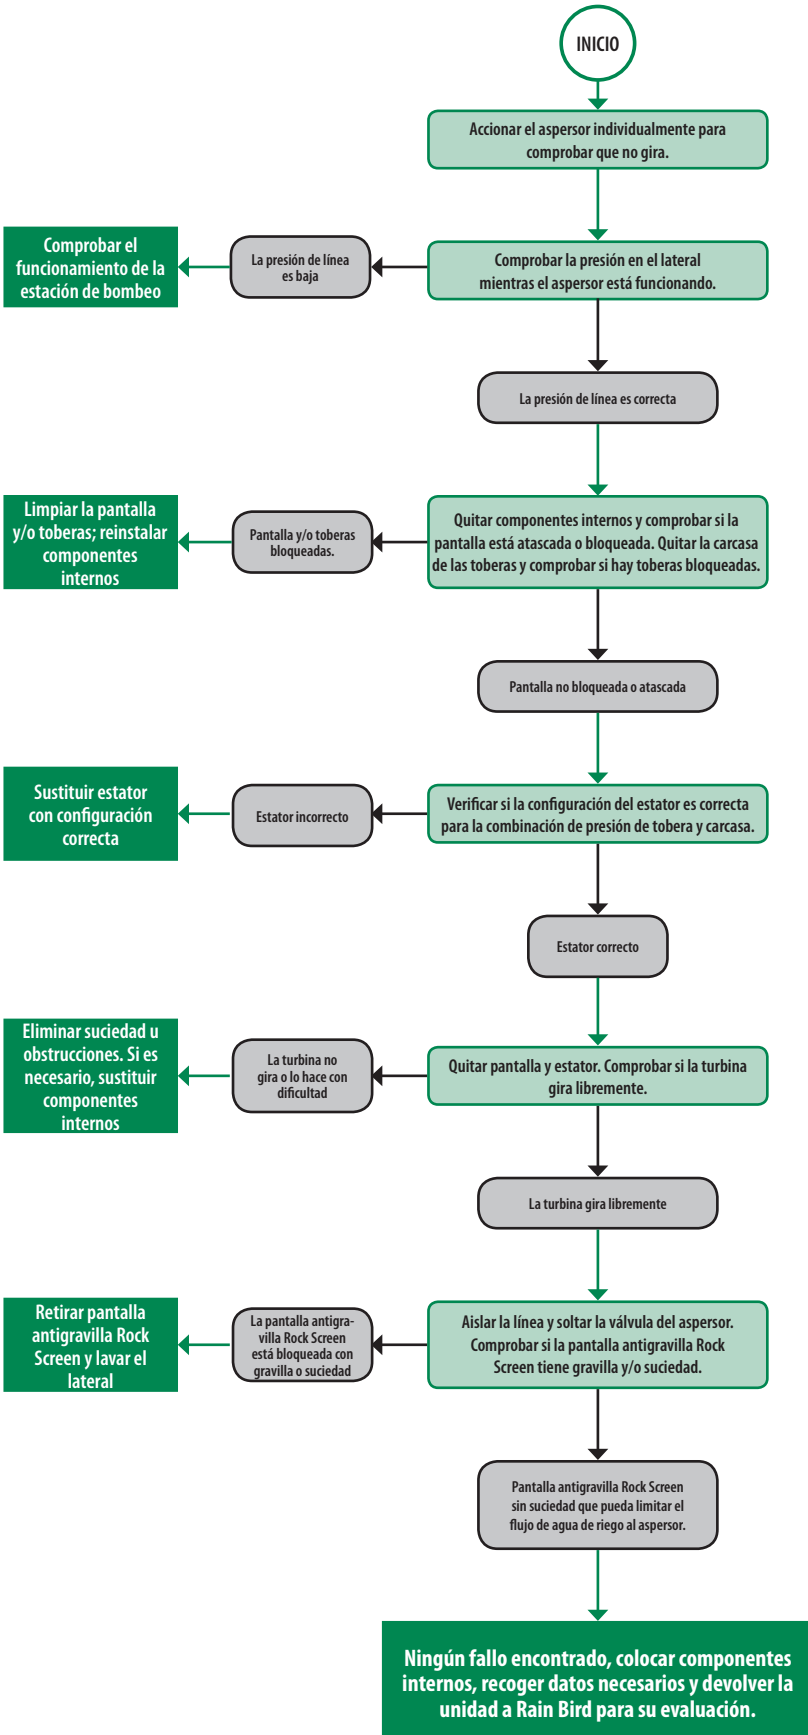 INICIO
Accionar el aspersor individualmente para
comprobar que no gira.
Comprobar el
funcionamiento de la
estación de bombeo
La presión de línea
es baja
Comprobar la presión en el lateral
mientras el aspersor está funcionando.
La presión de línea es correcta
Limpiar la pantalla
y/o toberas; reinstalar
componentes
internos
Pantalla y/o toberas
bloqueadas.
Quitar componentes internos y comprobar si la
pantalla está atascada o bloqueada. Quitar la carcasa
de las toberas y comprobar si hay toberas bloqueadas.
Pantalla no bloqueada o atascada
Sustituir estator
con configuración
correcta
Estator incorrecto
Verificar si la configuración del estator es correcta
para la combinación de presión de tobera y carcasa.
Estator correcto
Eliminar suciedad u
obstrucciones. Si es
necesario, sustituir
componentes
internos
La turbina no
gira o lo hace con
dificultad
Quitar pantalla y estator. Comprobar si la turbina
gira libremente.
La turbina gira libremente
Retirar pantalla
antigravilla Rock
Screen y lavar el
lateral
La pantalla antigra-
villa Rock Screen
está bloqueada con
gravilla o suciedad
Aislar la línea y soltar la válvula del aspersor.
Comprobar si la pantalla antigravilla Rock
Screen tiene gravilla y/o suciedad.
Pantalla antigravilla Rock Screen
sin suciedad que pueda limitar el
flujo de agua de riego al aspersor.
Ningún fallo encontrado, colocar componentes
internos, recoger datos necesarios y devolver la
unidad a Rain Bird para su evaluación.